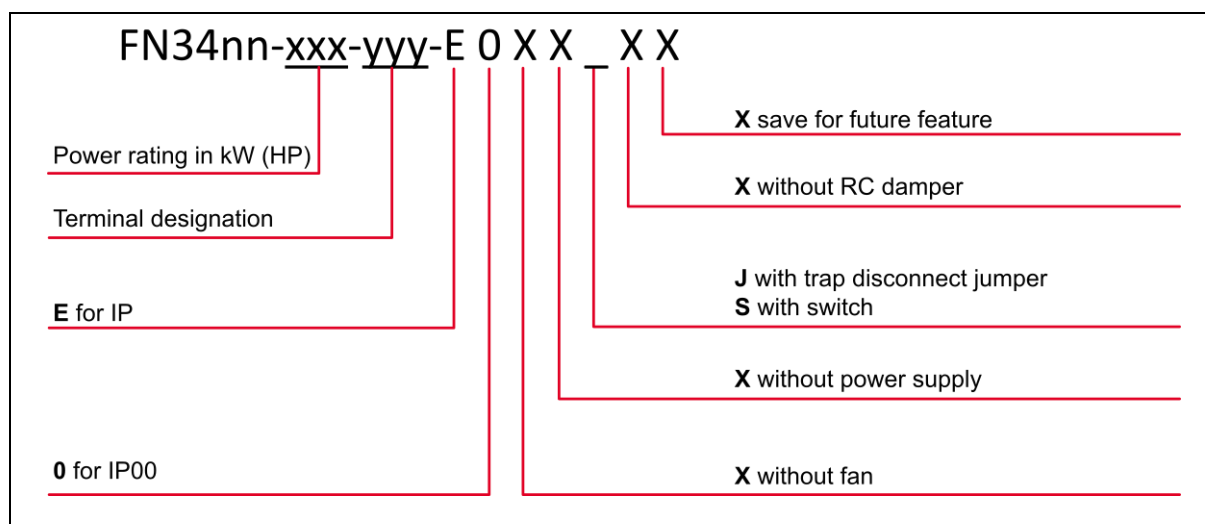 FN34nn-xxx-yyy-E 0 X X _ X X
X save for future feature
Power rating in kW (HP)
X without RC damper
Terminal designation
J with trap disconnect jumper
S with switch
E for IP
X without power supply
0 for IP00
X without fan